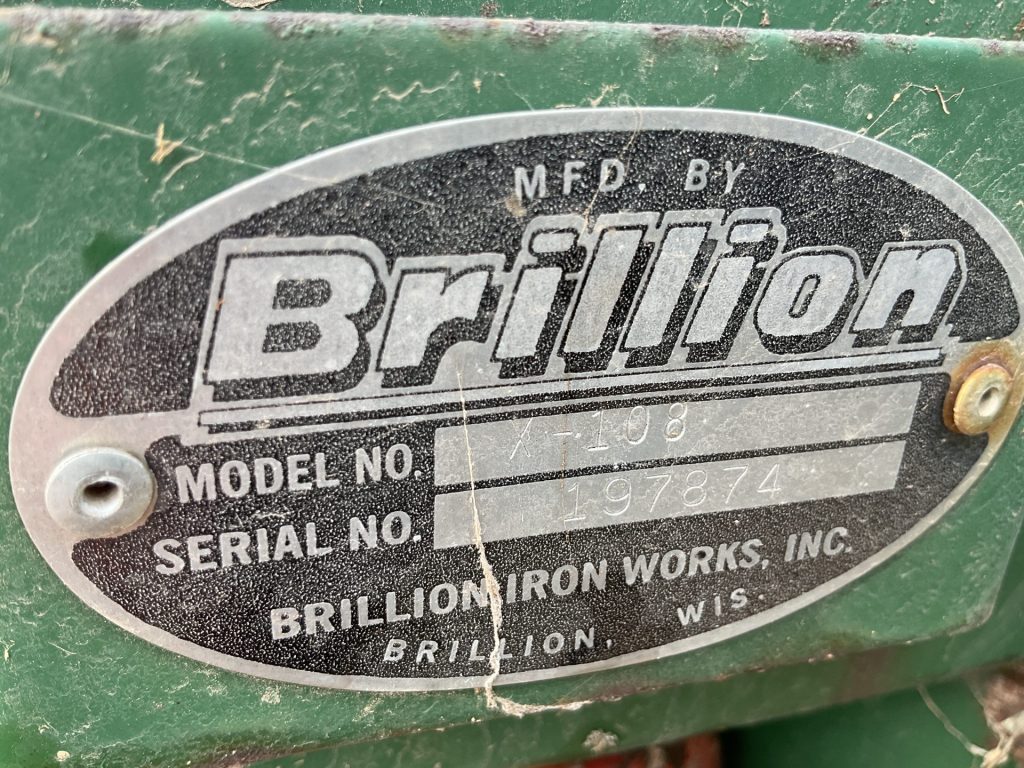 MFD. BY
Brillion
MODEL NO. X-108
SERIAL NO. 197874
BRILLION IRON WORKS, INC.
BRILLION, WIS.